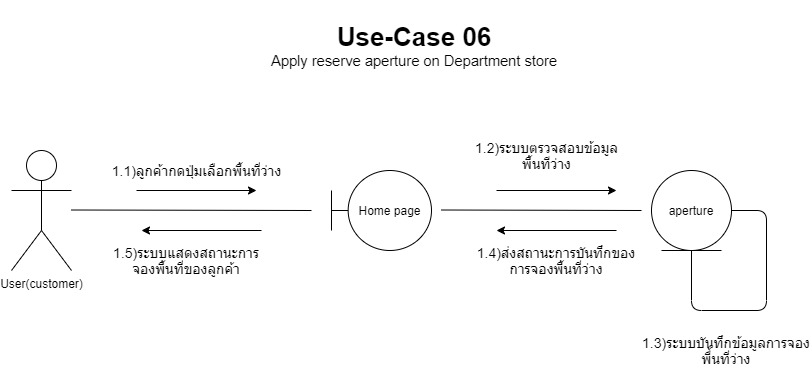 Use-Case 06
Apply reserve aperture on Department store
1.1)ลูกค้ากดปุ่มเลือกพื้นที่ว่าง
1.2)ระบบตรวจสอบข้อมูล
พื้นที่ว่าง
Home page
aperture
1.5)ระบบแสดงสถานะการ
จองพื้นที่ของลูกค้า
1.4)ส่งสถานะการบันทึกของ
การจองพื้นที่ว่าง
User(customer)
1.3)ระบบบันทึกข้อมูลการจอง
พื้นที่ว่าง